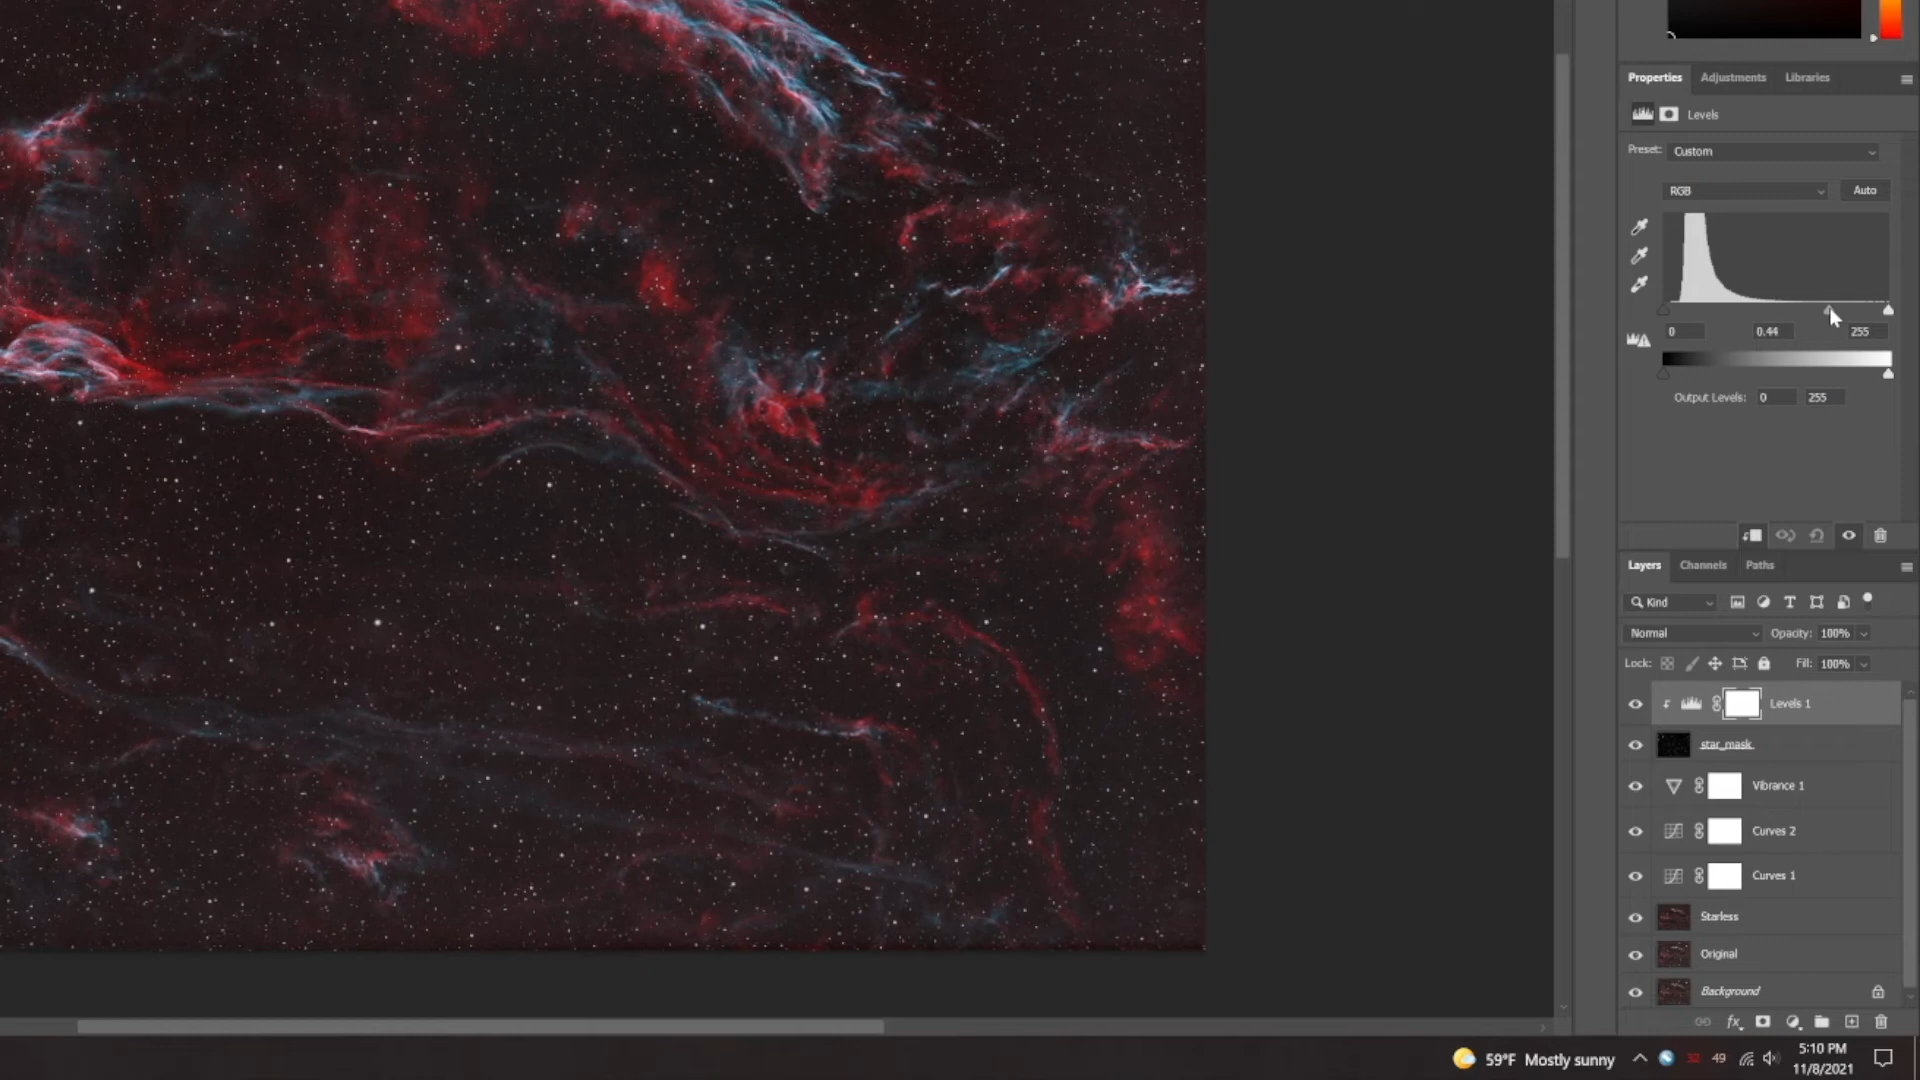 Properties Adjustments Libraries
Levels
Preset: Custom
RGB Auto
0 0.44 255
Output Levels: 0 255
Layers Channels Paths
Kind
Normal Opacity: 100%
Lock: Fill: 100%
Levels 1
star_mask
Vibrance 1
Curves 2
Curves 1
Starless
Original
Background
fx
59°F Mostly sunny 32 49 5:10 PM
11/8/2021